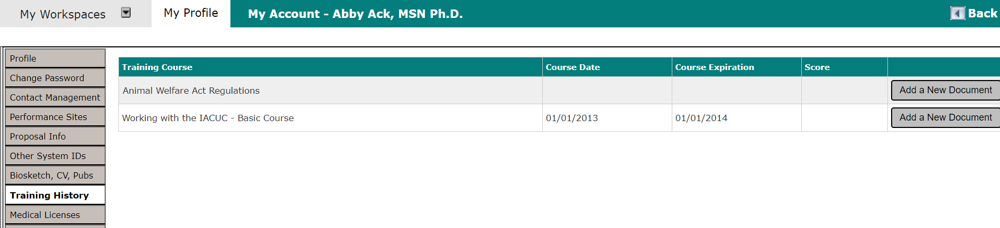 My Workspaces My Profile My Account - Abby Ack, MSN Ph.D. Back
Profile
Change Password
Contact Management
Performance Sites
Proposal Info
Other System IDs
Biosketch, CV, Pubs
Training History
Medical Licenses
Training Course Course Date Course Expiration Score
Animal Welfare Act Regulations Add a New Document
Working with the IACUC - Basic Course 01/01/2013 01/01/2014 Add a New Document